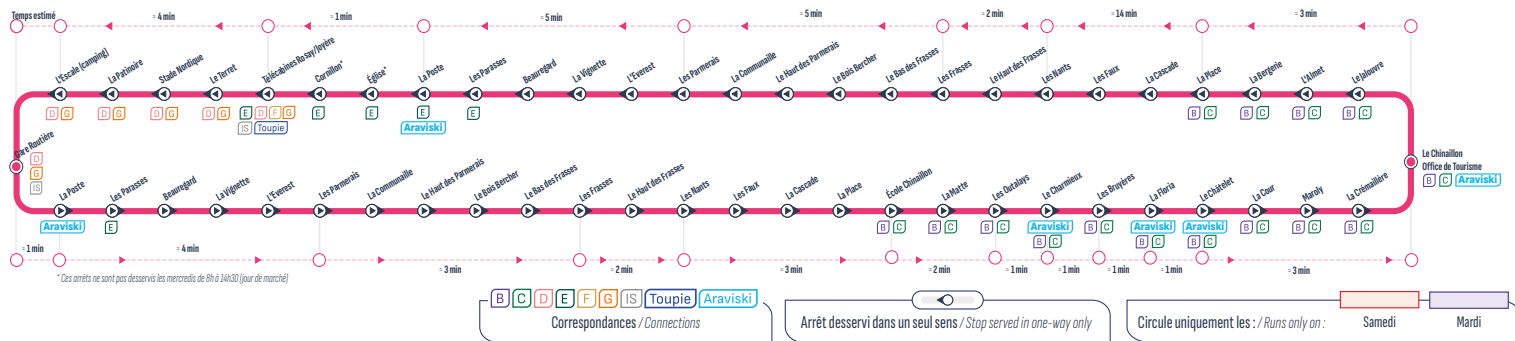 Temps estimé
≈ 4 min
≈ 1 min
≈ 5 min
≈ 5 min
≈ 2 min
≈ 14 min
≈ 3 min
L'Escale (camping)
La Patinoire
Stade Nordique
Le Terret
Télécabines Rosay/Joyère
Cornillon*
Église*
La Poste
Les Parasses
Beauregard
La Vignette
L'Everest
Les Parmerais
La Communaille
Le Haut des Parmerais
Le Bois Bercher
Le Bas des Frasses
Les Frasses
Le Haut des Frasses
Les Nants
Les Faux
La Cascade
La Place
La Bergerie
L'Almet
Le Jalouvre
D G
D G
D G
D G
E D F G
IS Toupie
E
E
E
Araviski
E
B C
B C
B C
B C
Gare Routière
D
G
IS
Le Chinaillon
Office de Tourisme
B C Araviski
La Poste
Les Parasses
Beauregard
La Vignette
L'Everest
Les Parmerais
La Communaille
Le Haut des Parmerais
Le Bois Bercher
Le Bas des Frasses
Les Frasses
Le Haut des Frasses
Les Nants
Les Faux
La Cascade
La Place
École Chinaillon
La Matte
Les Outalays
Le Charmieux
Les Bruyères
La Floria
Le Châtelet
La Cour
Maroly
La Crémaillère
Araviski
E
B C
B C
B C
Araviski
B C
B C
Araviski
B C
Araviski
B C
B C
B C
B C
≈ 1 min
≈ 4 min
≈ 3 min
≈ 2 min
≈ 3 min
≈ 2 min
≈ 1 min
≈ 1 min
≈ 1 min
≈ 1 min
≈ 3 min
* Ces arrêts ne sont pas desservis les mercredis de 8h à 14h30 (jour de marché)
B C D E F G IS Toupie Araviski
Correspondances / Connections
Arrêt desservi dans un seul sens / Stop served in one-way only
Circule uniquement les : / Runs only on :
Samedi
Mardi